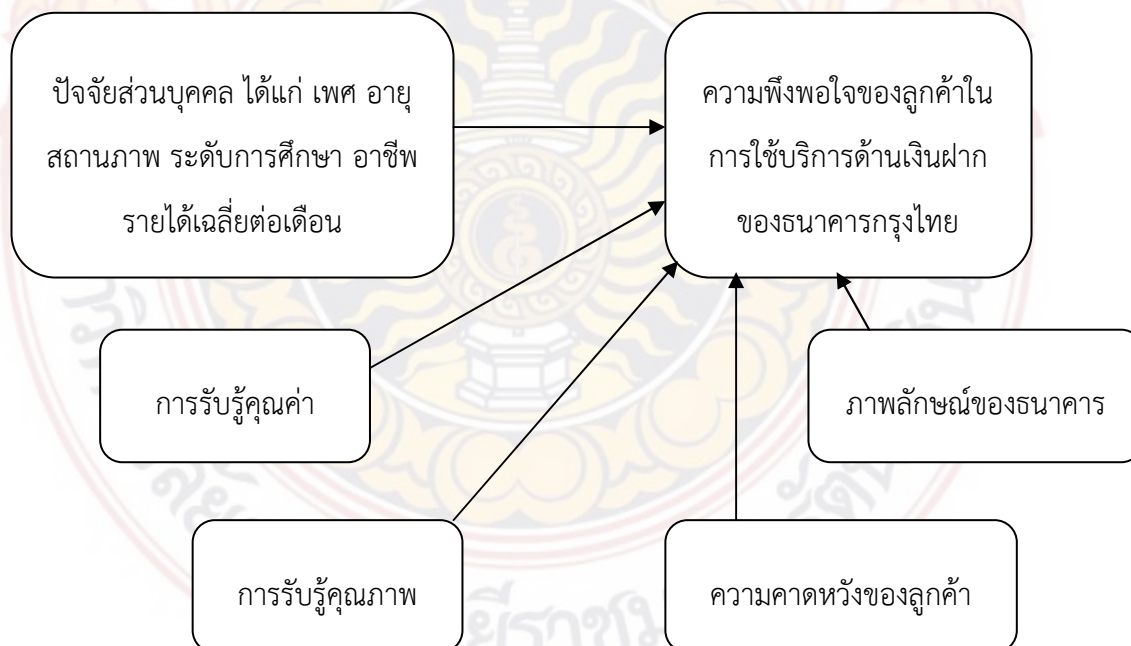 ปัจจัยส่วนบุคคล ได้แก่ เพศ อายุ
สถานภาพ ระดับการศึกษา อาชีพ
รายได้เฉลี่ยต่อเดือน
ความพึงพอใจของลูกค้าใน
การใช้บริการด้านเงินฝาก
ของธนาคารกรุงไทย
การรับรู้คุณค่า
ภาพลักษณ์ของธนาคาร
การรับรู้คุณภาพ
ความคาดหวังของลูกค้า